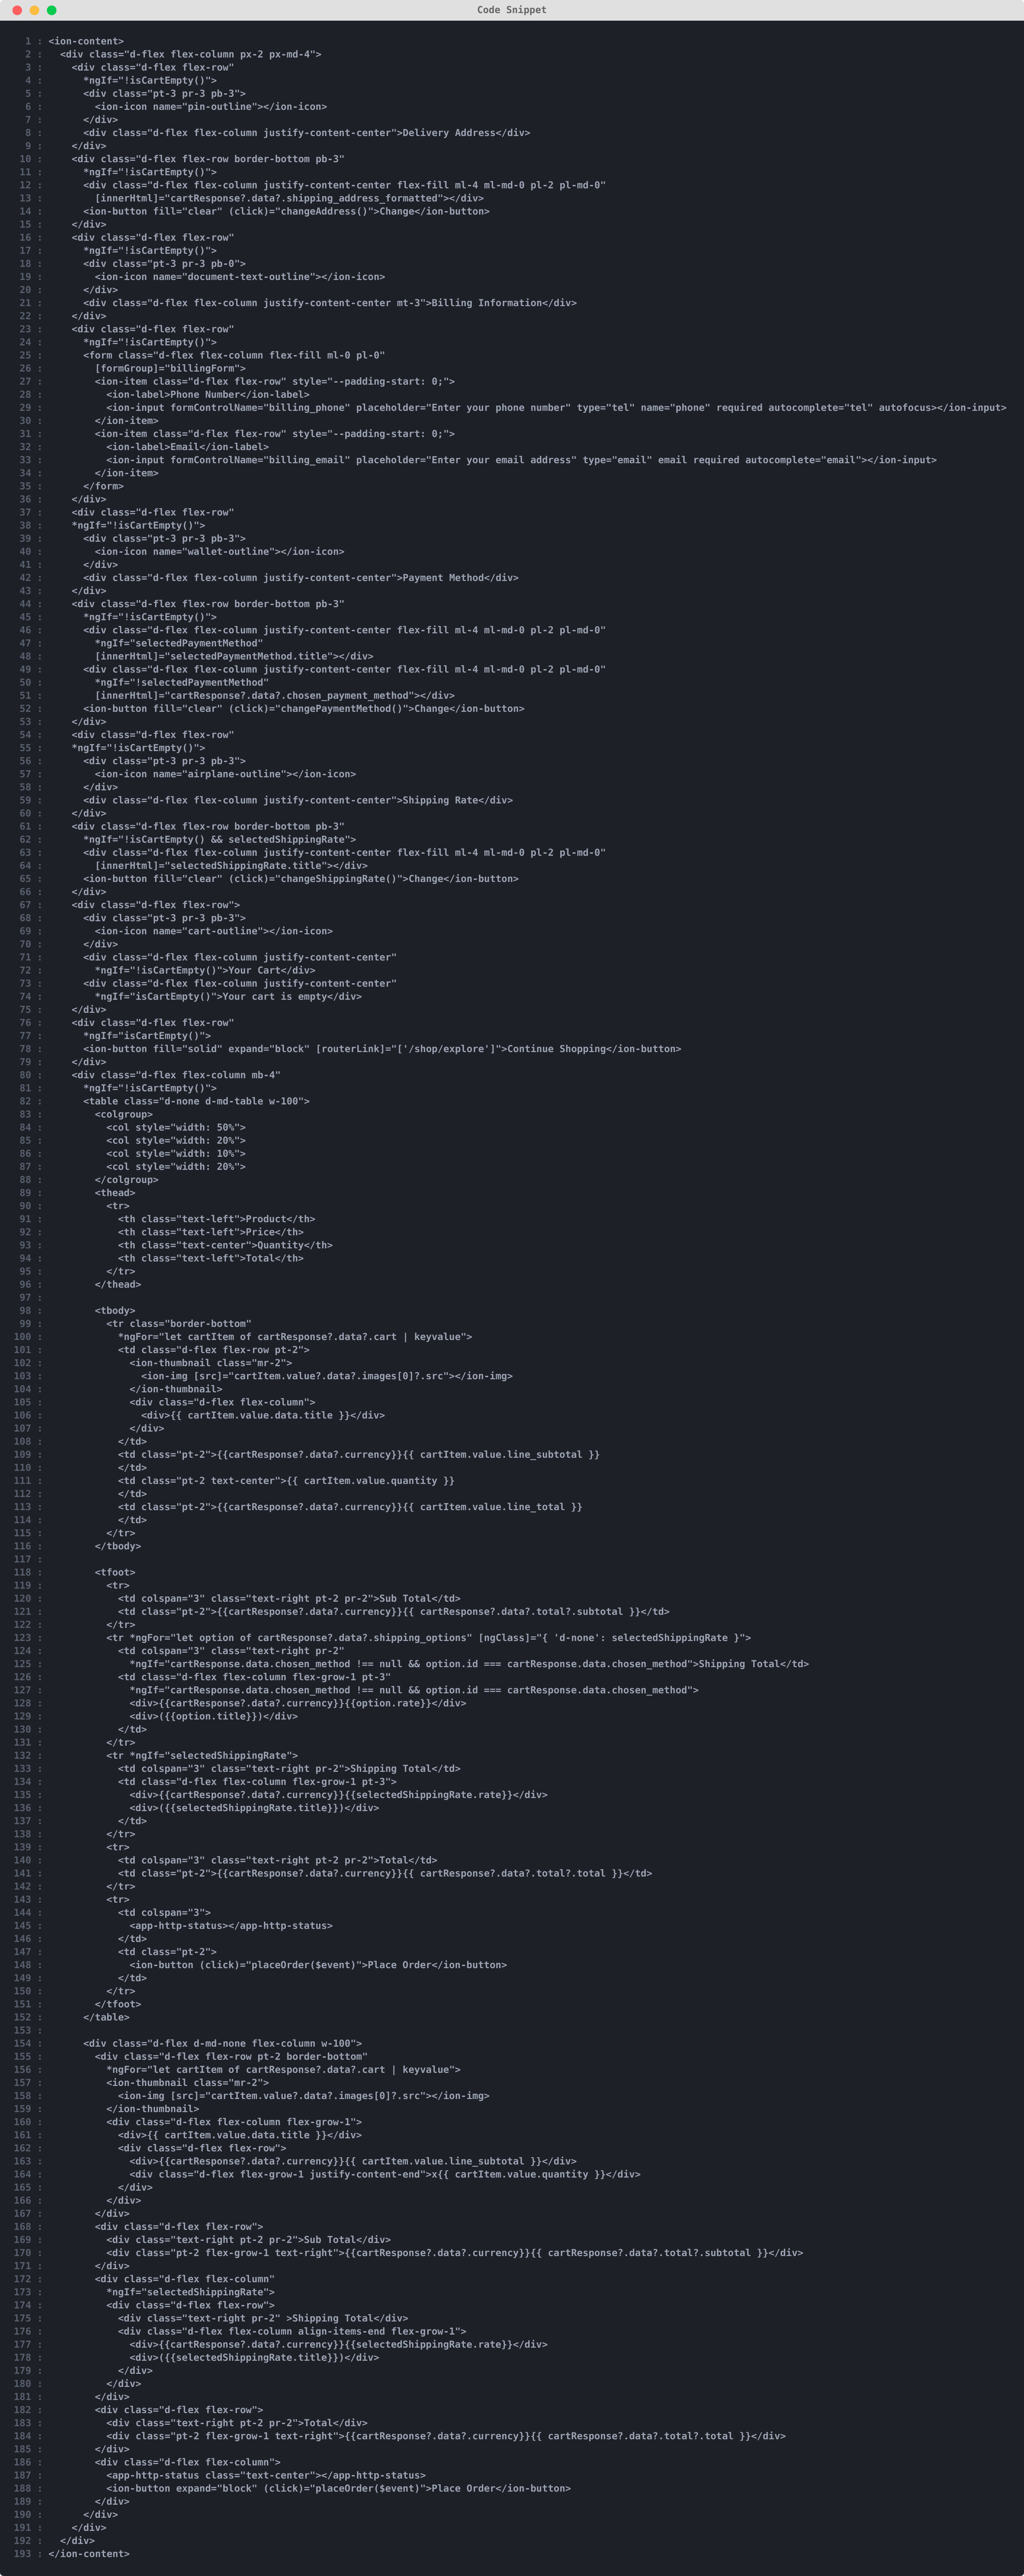 Code Snippet
1 : <ion-content>
2 :   <div class="d-flex flex-column px-2 px-md-4">
3 :     <div class="d-flex flex-row"
4 :       *ngIf="!isCartEmpty()">
5 :       <div class="pt-3 pr-3 pb-3">
6 :         <ion-icon name="pin-outline"></ion-icon>
7 :       </div>
8 :       <div class="d-flex flex-column justify-content-center">Delivery Address</div>
9 :     </div>
10 :     <div class="d-flex flex-row border-bottom pb-3"
11 :       *ngIf="!isCartEmpty()">
12 :       <div class="d-flex flex-column justify-content-center flex-fill ml-4 ml-md-0 pl-2 pl-md-0"
13 :         [innerHtml]="cartResponse?.data?.shipping_address_formatted"></div>
14 :       <ion-button fill="clear" (click)="changeAddress()">Change</ion-button>
15 :     </div>
16 :     <div class="d-flex flex-row"
17 :       *ngIf="!isCartEmpty()">
18 :       <div class="pt-3 pr-3 pb-0">
19 :         <ion-icon name="document-text-outline"></ion-icon>
20 :       </div>
21 :       <div class="d-flex flex-column justify-content-center mt-3">Billing Information</div>
22 :     </div>
23 :     <div class="d-flex flex-row"
24 :       *ngIf="!isCartEmpty()">
25 :       <form class="d-flex flex-column flex-fill ml-0 pl-0"
26 :         [formGroup]="billingForm">
27 :         <ion-item class="d-flex flex-row" style="--padding-start: 0;">
28 :           <ion-label>Phone Number</ion-label>
29 :           <ion-input formControlName="billing_phone" placeholder="Enter your phone number" type="tel" name="phone" required autocomplete="tel" autofocus></ion-input>
30 :         </ion-item>
31 :         <ion-item class="d-flex flex-row" style="--padding-start: 0;">
32 :           <ion-label>Email</ion-label>
33 :           <ion-input formControlName="billing_email" placeholder="Enter your email address" type="email" email required autocomplete="email"></ion-input>
34 :         </ion-item>
35 :       </form>
36 :     </div>
37 :     <div class="d-flex flex-row"
38 :     *ngIf="!isCartEmpty()">
39 :       <div class="pt-3 pr-3 pb-3">
40 :         <ion-icon name="wallet-outline"></ion-icon>
41 :       </div>
42 :       <div class="d-flex flex-column justify-content-center">Payment Method</div>
43 :     </div>
44 :     <div class="d-flex flex-row border-bottom pb-3"
45 :       *ngIf="!isCartEmpty()">
46 :       <div class="d-flex flex-column justify-content-center flex-fill ml-4 ml-md-0 pl-2 pl-md-0"
47 :         *ngIf="selectedPaymentMethod"
48 :         [innerHtml]="selectedPaymentMethod.title"></div>
49 :       <div class="d-flex flex-column justify-content-center flex-fill ml-4 ml-md-0 pl-2 pl-md-0"
50 :         *ngIf="!selectedPaymentMethod"
51 :         [innerHtml]="cartResponse?.data?.chosen_payment_method"></div>
52 :       <ion-button fill="clear" (click)="changePaymentMethod()">Change</ion-button>
53 :     </div>
54 :     <div class="d-flex flex-row"
55 :     *ngIf="!isCartEmpty()">
56 :       <div class="pt-3 pr-3 pb-3">
57 :         <ion-icon name="airplane-outline"></ion-icon>
58 :       </div>
59 :       <div class="d-flex flex-column justify-content-center">Shipping Rate</div>
60 :     </div>
61 :     <div class="d-flex flex-row border-bottom pb-3"
62 :       *ngIf="!isCartEmpty() && selectedShippingRate">
63 :       <div class="d-flex flex-column justify-content-center flex-fill ml-4 ml-md-0 pl-2 pl-md-0"
64 :         [innerHtml]="selectedShippingRate.title"></div>
65 :       <ion-button fill="clear" (click)="changeShippingRate()">Change</ion-button>
66 :     </div>
67 :     <div class="d-flex flex-row">
68 :       <div class="pt-3 pr-3 pb-3">
69 :         <ion-icon name="cart-outline"></ion-icon>
70 :       </div>
71 :       <div class="d-flex flex-column justify-content-center"
72 :         *ngIf="!isCartEmpty()">Your Cart</div>
73 :       <div class="d-flex flex-column justify-content-center"
74 :         *ngIf="isCartEmpty()">Your cart is empty</div>
75 :     </div>
76 :     <div class="d-flex flex-row"
77 :       *ngIf="isCartEmpty()">
78 :       <ion-button fill="solid" expand="block" [routerLink]="['/shop/explore']">Continue Shopping</ion-button>
79 :     </div>
80 :     <div class="d-flex flex-column mb-4"
81 :       *ngIf="!isCartEmpty()">
82 :       <table class="d-none d-md-table w-100">
83 :         <colgroup>
84 :           <col style="width: 50%">
85 :           <col style="width: 20%">
86 :           <col style="width: 10%">
87 :           <col style="width: 20%">
88 :         </colgroup>
89 :         <thead>
90 :           <tr>
91 :             <th class="text-left">Product</th>
92 :             <th class="text-left">Price</th>
93 :             <th class="text-center">Quantity</th>
94 :             <th class="text-left">Total</th>
95 :           </tr>
96 :         </thead>
97 :
98 :         <tbody>
99 :           <tr class="border-bottom"
100 :             *ngFor="let cartItem of cartResponse?.data?.cart | keyvalue">
101 :             <td class="d-flex flex-row pt-2">
102 :               <ion-thumbnail class="mr-2">
103 :                 <ion-img [src]="cartItem.value?.data?.images[0]?.src"></ion-img>
104 :               </ion-thumbnail>
105 :               <div class="d-flex flex-column">
106 :                 <div>{{ cartItem.value.data.title }}</div>
107 :               </div>
108 :             </td>
109 :             <td class="pt-2">{{cartResponse?.data?.currency}}{{ cartItem.value.line_subtotal }}
110 :             </td>
111 :             <td class="pt-2 text-center">{{ cartItem.value.quantity }}
112 :             </td>
113 :             <td class="pt-2">{{cartResponse?.data?.currency}}{{ cartItem.value.line_total }}
114 :             </td>
115 :           </tr>
116 :         </tbody>
117 :
118 :         <tfoot>
119 :           <tr>
120 :             <td colspan="3" class="text-right pt-2 pr-2">Sub Total</td>
121 :             <td class="pt-2">{{cartResponse?.data?.currency}}{{ cartResponse?.data?.total?.subtotal }}</td>
122 :           </tr>
123 :           <tr *ngFor="let option of cartResponse?.data?.shipping_options" [ngClass]="{ 'd-none': selectedShippingRate }">
124 :             <td colspan="3" class="text-right pr-2"
125 :               *ngIf="cartResponse.data.chosen_method !== null && option.id === cartResponse.data.chosen_method">Shipping Total</td>
126 :             <td class="d-flex flex-column flex-grow-1 pt-3"
127 :               *ngIf="cartResponse.data.chosen_method !== null && option.id === cartResponse.data.chosen_method">
128 :               <div>{{cartResponse?.data?.currency}}{{option.rate}}</div>
129 :               <div>({{option.title}})</div>
130 :             </td>
131 :           </tr>
132 :           <tr *ngIf="selectedShippingRate">
133 :             <td colspan="3" class="text-right pr-2">Shipping Total</td>
134 :             <td class="d-flex flex-column flex-grow-1 pt-3">
135 :               <div>{{cartResponse?.data?.currency}}{{selectedShippingRate.rate}}</div>
136 :               <div>({{selectedShippingRate.title}})</div>
137 :             </td>
138 :           </tr>
139 :           <tr>
140 :             <td colspan="3" class="text-right pt-2 pr-2">Total</td>
141 :             <td class="pt-2">{{cartResponse?.data?.currency}}{{ cartResponse?.data?.total?.total }}</td>
142 :           </tr>
143 :           <tr>
144 :             <td colspan="3">
145 :               <app-http-status></app-http-status>
146 :             </td>
147 :             <td class="pt-2">
148 :               <ion-button (click)="placeOrder($event)">Place Order</ion-button>
149 :             </td>
150 :           </tr>
151 :         </tfoot>
152 :       </table>
153 :
154 :       <div class="d-flex d-md-none flex-column w-100">
155 :         <div class="d-flex flex-row pt-2 border-bottom"
156 :           *ngFor="let cartItem of cartResponse?.data?.cart | keyvalue">
157 :           <ion-thumbnail class="mr-2">
158 :             <ion-img [src]="cartItem.value?.data?.images[0]?.src"></ion-img>
159 :           </ion-thumbnail>
160 :           <div class="d-flex flex-column flex-grow-1">
161 :             <div>{{ cartItem.value.data.title }}</div>
162 :             <div class="d-flex flex-row">
163 :               <div>{{cartResponse?.data?.currency}}{{ cartItem.value.line_subtotal }}</div>
164 :               <div class="d-flex flex-grow-1 justify-content-end">x{{ cartItem.value.quantity }}</div>
165 :             </div>
166 :           </div>
167 :         </div>
168 :         <div class="d-flex flex-row">
169 :           <div class="text-right pt-2 pr-2">Sub Total</div>
170 :           <div class="pt-2 flex-grow-1 text-right">{{cartResponse?.data?.currency}}{{ cartResponse?.data?.total?.subtotal }}</div>
171 :         </div>
172 :         <div class="d-flex flex-column"
173 :           *ngIf="selectedShippingRate">
174 :           <div class="d-flex flex-row">
175 :             <div class="text-right pr-2" >Shipping Total</div>
176 :             <div class="d-flex flex-column align-items-end flex-grow-1">
177 :               <div>{{cartResponse?.data?.currency}}{{selectedShippingRate.rate}}</div>
178 :               <div>({{selectedShippingRate.title}})</div>
179 :             </div>
180 :           </div>
181 :         </div>
182 :         <div class="d-flex flex-row">
183 :           <div class="text-right pt-2 pr-2">Total</div>
184 :           <div class="pt-2 flex-grow-1 text-right">{{cartResponse?.data?.currency}}{{ cartResponse?.data?.total?.total }}</div>
185 :         </div>
186 :         <div class="d-flex flex-column">
187 :           <app-http-status class="text-center"></app-http-status>
188 :           <ion-button expand="block" (click)="placeOrder($event)">Place Order</ion-button>
189 :         </div>
190 :       </div>
191 :     </div>
192 :   </div>
193 : </ion-content>